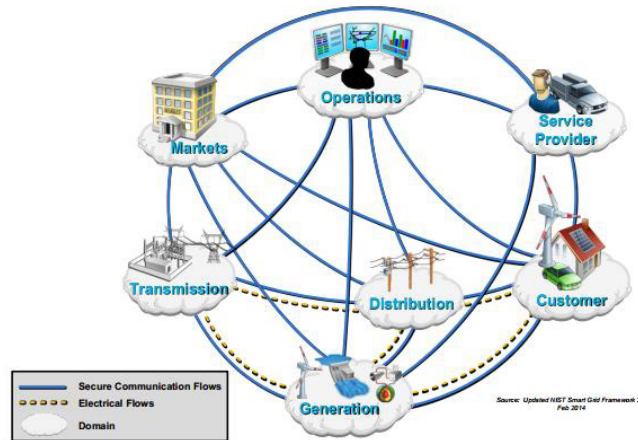 Operations
Markets
Service
Provider
Transmission
Distribution
Customer
Generation
Secure Communication Flows
Electrical Flows
Domain
Source: Updated NIST Smart Grid Framework
Feb 2014